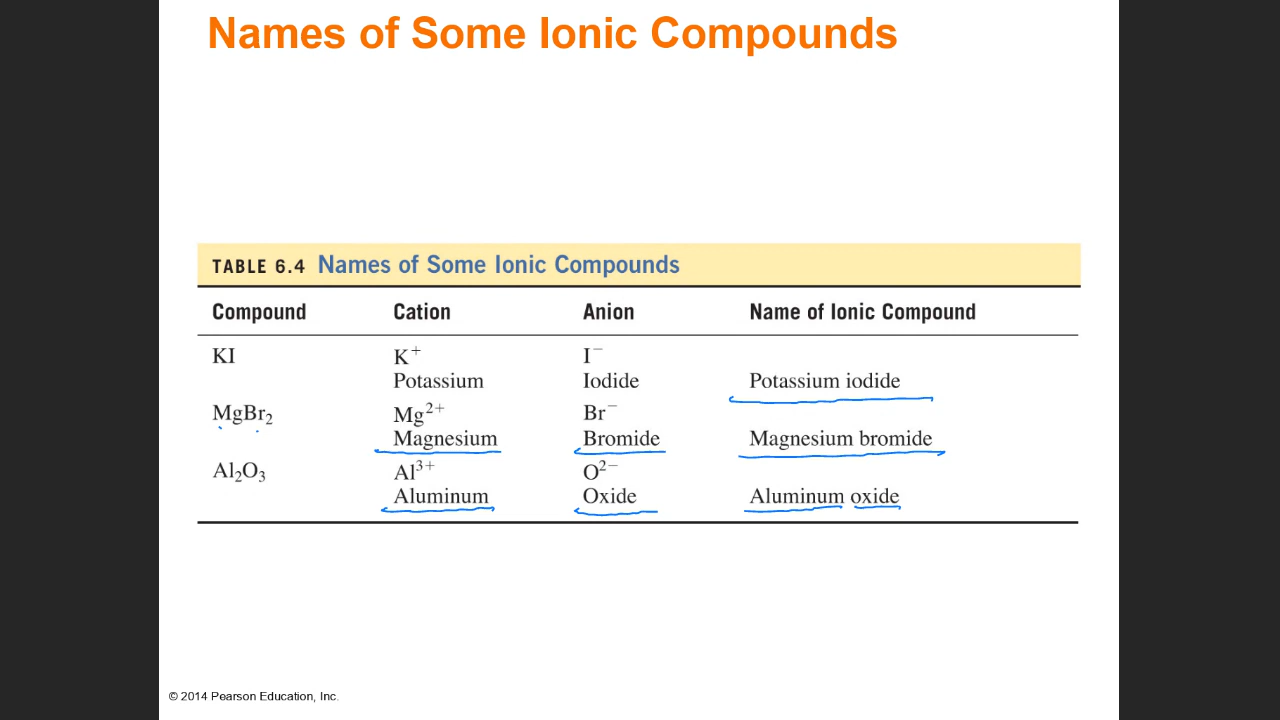 Names of Some Ionic Compounds
TABLE 6.4 Names of Some Ionic Compounds
Compound Cation Anion Name of Ionic Compound
KI K⁺ I⁻
Potassium Iodide Potassium iodide
MgBr₂ Mg²⁺ Br⁻
Magnesium Bromide Magnesium bromide
Al₂O₃ Al³⁺ O²⁻
Aluminum Oxide Aluminum oxide
© 2014 Pearson Education, Inc.